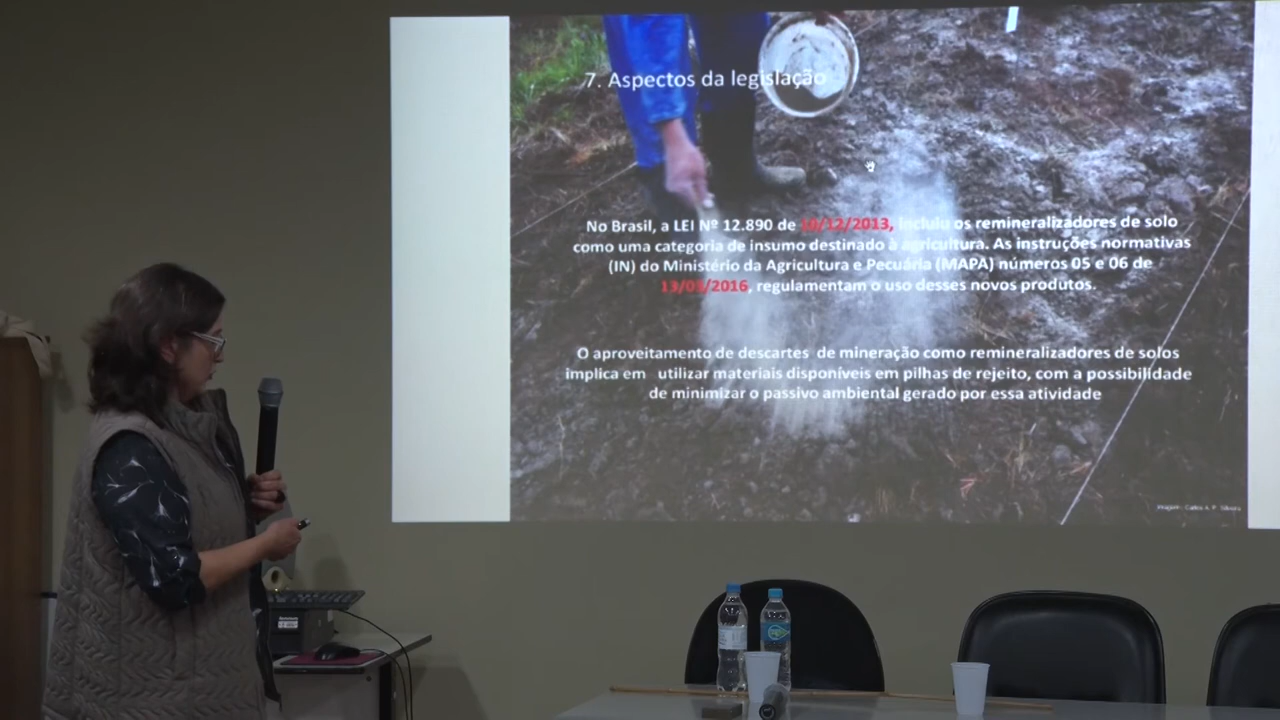 7. Aspectos da legislação
No Brasil, a LEI Nº 12.890 de 10/12/2013, incluiu os remineralizadores de solo
como uma categoria de insumo destinado à agricultura. As instruções normativas
(IN) do Ministério da Agricultura e Pecuária (MAPA) números 05 e 06 de
13/03/2016, regulamentam o uso desses novos produtos.
O aproveitamento de descartes de mineração como remineralizadores de solos
implica em utilizar materiais disponíveis em pilhas de rejeito, com a possibilidade
de minimizar o passivo ambiental gerado por essa atividade
Imagem: Carlos A. P. Silveira